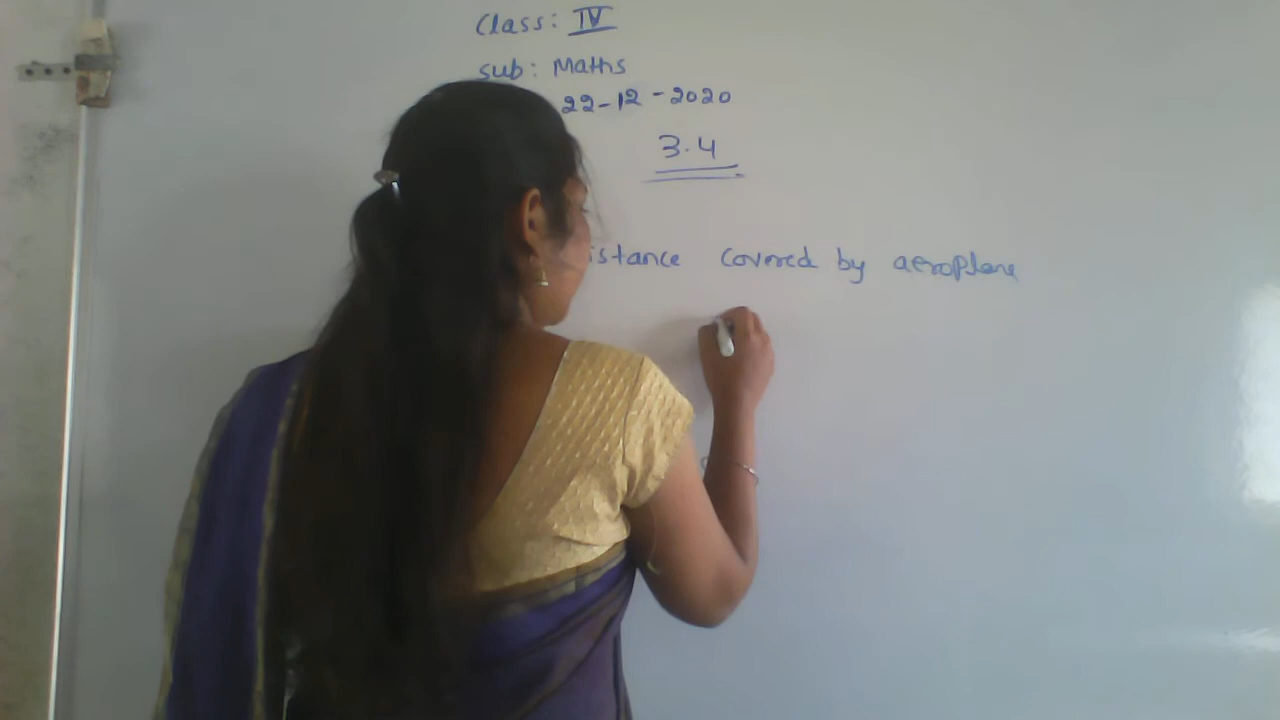 Class: IV
Sub: Maths
22-12-2020
3.4
istance covered by aeroplane